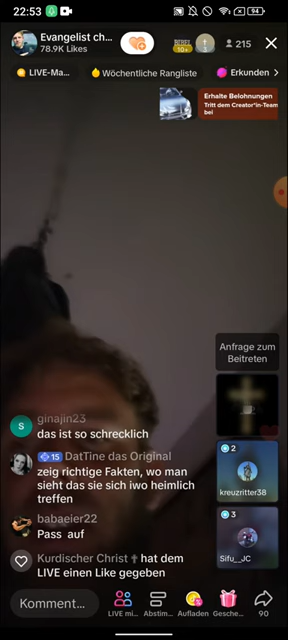 22:53
94
Evangelist ch...
78.9K Likes
10+
215
LIVE-Ma...
Wöchentliche Rangliste
Erkunden
Erhalte Belohnungen
Tritt dem Creator*in-Team
bei
Anfrage zum
Beitreten
ginajin23
S
das ist so schrecklich
15 DatTine das Original
zeig richtige Fakten, wo man
sieht das sie sich iwo heimlich
treffen
2
kreuzritter38
babaeier22
Pass auf
3
Sifu__JC
Kurdischer Christ ✝ hat dem
LIVE einen Like gegeben
Komment...
LIVE mi...
Abstim...
Aufladen
Gesche...
90